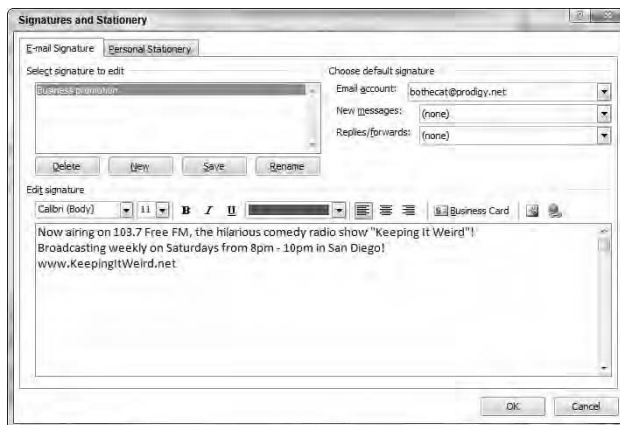 Signatures and Stationery
E-mail Signature Personal Stationery
Select signature to edit
Business promotion
Delete New Save Rename
Choose default signature
Email account: bothecat@prodigy.net
New messages: (none)
Replies/forwards: (none)
Edit signature
Calibri (Body) 11 B I U Business Card
Now airing on 103.7 Free FM, the hilarious comedy radio show "Keeping It Weird"!
Broadcasting weekly on Saturdays from 8pm - 10pm in San Diego!
www.KeepingItWeird.net
OK Cancel